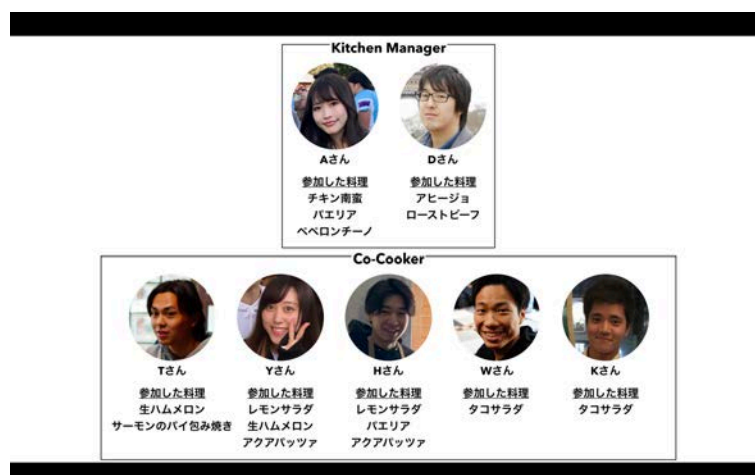 Kitchen Manager
Aさん
参加した料理
チキン南蛮
パエリア
ペペロンチーノ
Dさん
参加した料理
アヒージョ
ローストビーフ
Co-Cooker
Tさん
参加した料理
生ハムメロン
サーモンのパイ包み焼き
Yさん
参加した料理
レモンサラダ
生ハムメロン
アクアパッツァ
Hさん
参加した料理
レモンサラダ
パエリア
アクアパッツァ
Wさん
参加した料理
タコサラダ
Kさん
参加した料理
タコサラダ